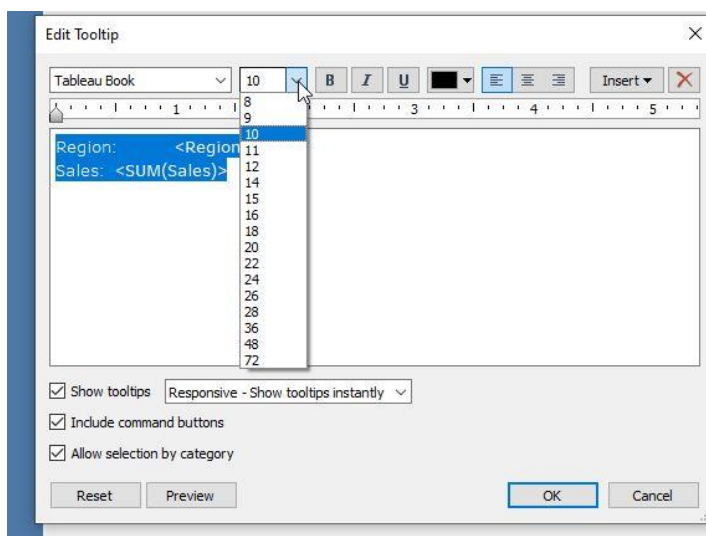 Edit Tooltip
Tableau Book 10 B I U Insert
1 3 4 5
Region: <Region
Sales: <SUM(Sales)>
8
9
10
11
12
14
15
16
18
20
22
24
26
28
36
48
72
Show tooltips Responsive - Show tooltips instantly
Include command buttons
Allow selection by category
Reset Preview OK Cancel